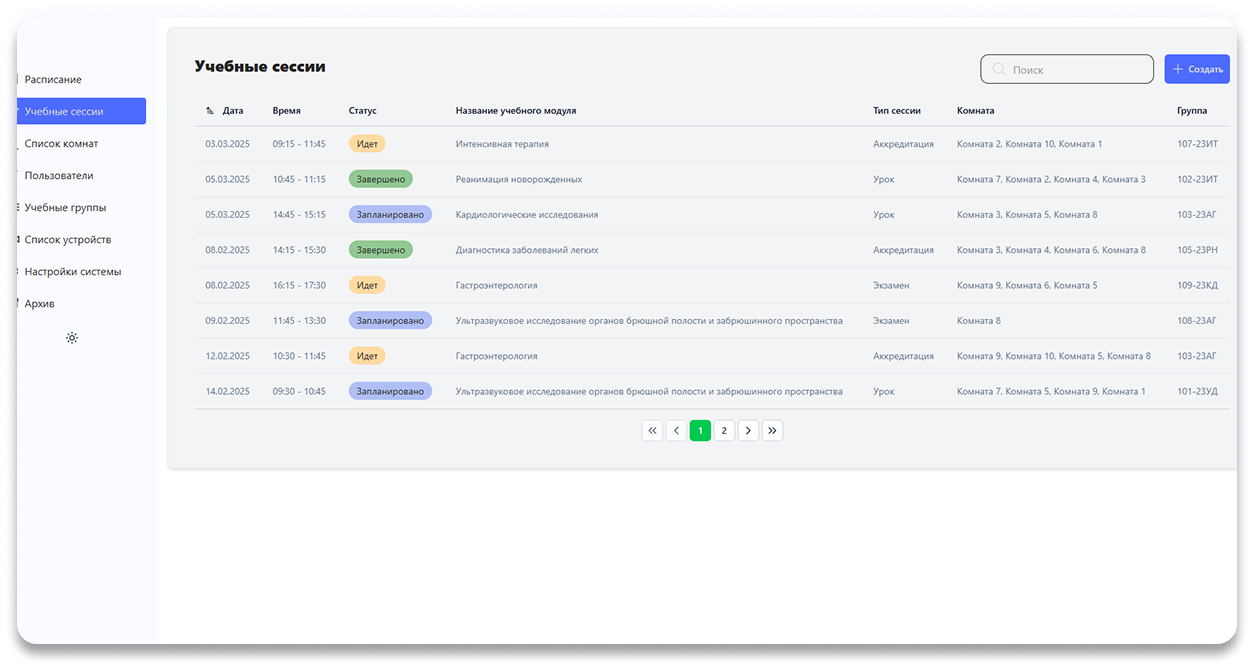 Расписание
Учебные сессии
Список комнат
Пользователи
Учебные группы
Список устройств
Настройки системы
Архив
Учебные сессии
Поиск
Создать
Дата Время Статус Название учебного модуля Тип сессии Комната Группа
03.03.2025 09:15 - 11:45 Идет Интенсивная терапия Аккредитация Комната 2, Комната 10, Комната 1 107-23ИТ
05.03.2025 10:45 - 11:15 Завершено Реанимация новорожденных Урок Комната 7, Комната 2, Комната 4, Комната 3 102-23ИТ
05.03.2025 14:45 - 15:15 Запланировано Кардиологические исследования Урок Комната 3, Комната 5, Комната 8 103-23АГ
08.02.2025 14:15 - 15:30 Завершено Диагностика заболеваний легких Аккредитация Комната 3, Комната 4, Комната 6, Комната 8 105-23РН
08.02.2025 16:15 - 17:30 Идет Гастроэнтерология Экзамен Комната 9, Комната 6, Комната 5 109-23КД
09.02.2025 11:45 - 13:30 Запланировано Ультразвуковое исследование органов брюшной полости и забрюшинного пространства Экзамен Комната 8 108-23АГ
12.02.2025 10:30 - 11:45 Идет Гастроэнтерология Аккредитация Комната 9, Комната 10, Комната 5, Комната 8 103-23АГ
14.02.2025 09:30 - 10:45 Запланировано Ультразвуковое исследование органов брюшной полости и забрюшинного пространства Урок Комната 7, Комната 5, Комната 9, Комната 1 101-23УД
1 2